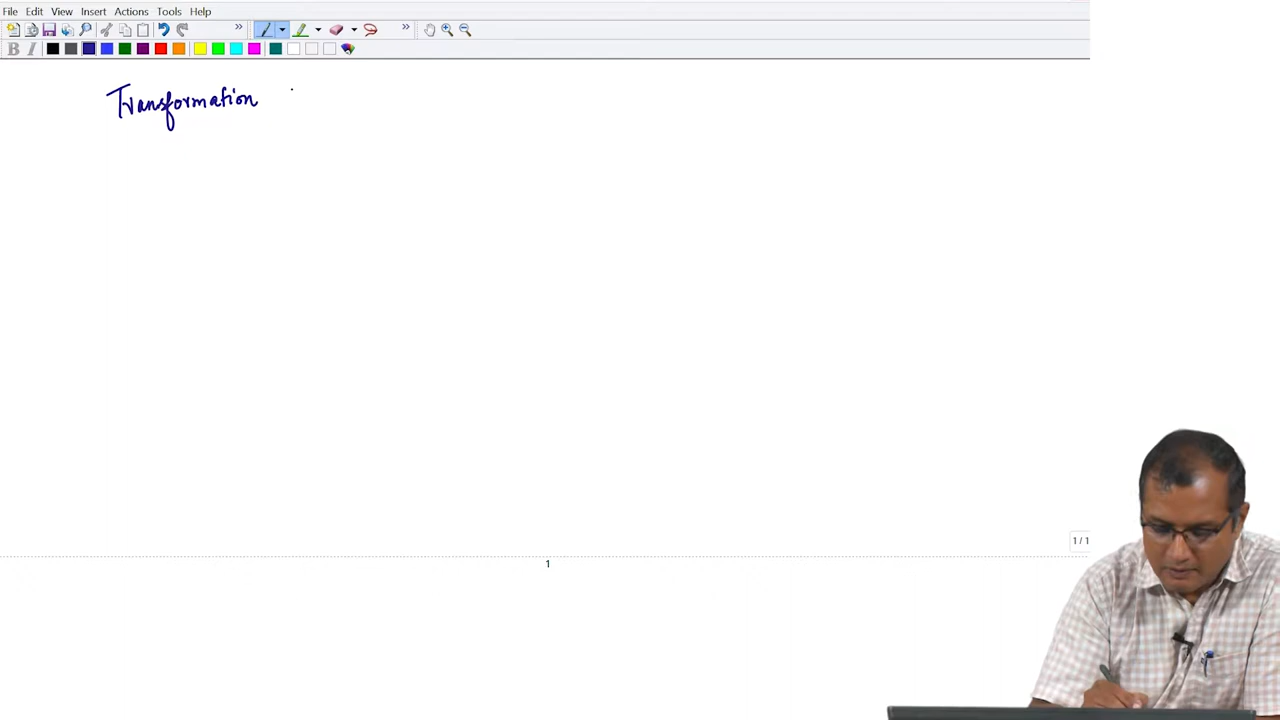 File Edit View Insert Actions Tools Help
B I
Transformation
1 / 1
1